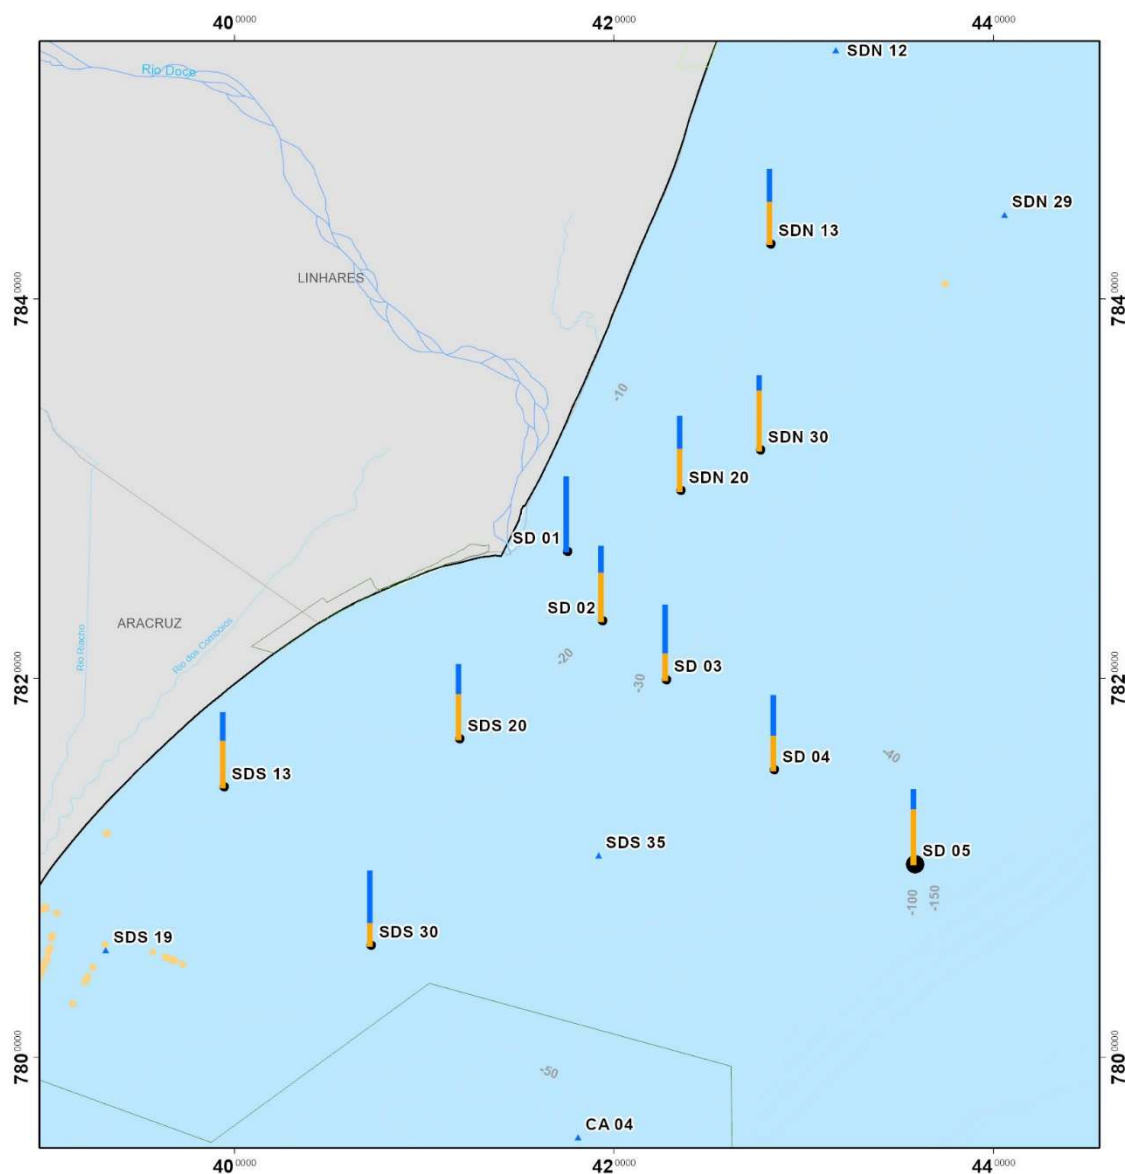 40⁰⁰⁰⁰ 42⁰⁰⁰⁰ 44⁰⁰⁰⁰
SDN 12
Rio Doce
SDN 29
SDN 13
LINHARES
784⁰⁰⁰⁰ 784⁰⁰⁰⁰
-10
SDN 30
SDN 20
SD 01
SD 02
ARACRUZ
Rio Riacho
Rio dos Comboios
-20
SD 03
-30
782⁰⁰⁰⁰ 782⁰⁰⁰⁰
SDS 20
SD 04
-40
SDS 13
SDS 35
SD 05
-100
-150
SDS 19
SDS 30
780⁰⁰⁰⁰ 780⁰⁰⁰⁰
-50
CA 04
40⁰⁰⁰⁰ 42⁰⁰⁰⁰ 44⁰⁰⁰⁰